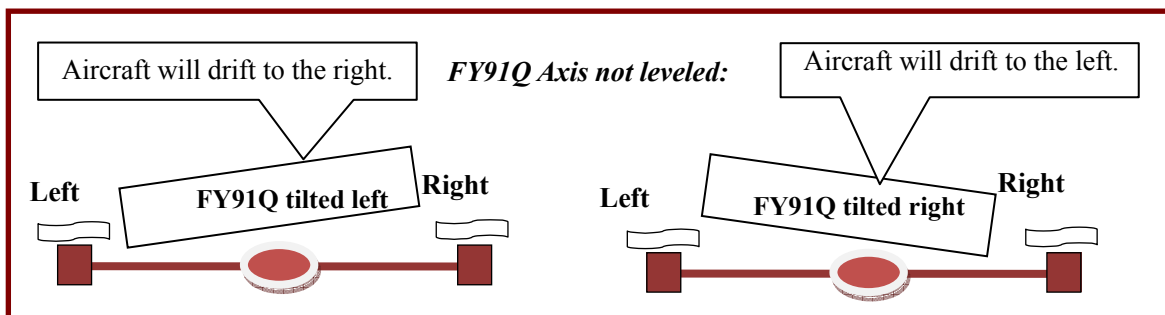 Aircraft will drift to the right.
FY91Q Axis not leveled:
Aircraft will drift to the left.
Left
FY91Q tilted left
Right
Left
FY91Q tilted right
Right